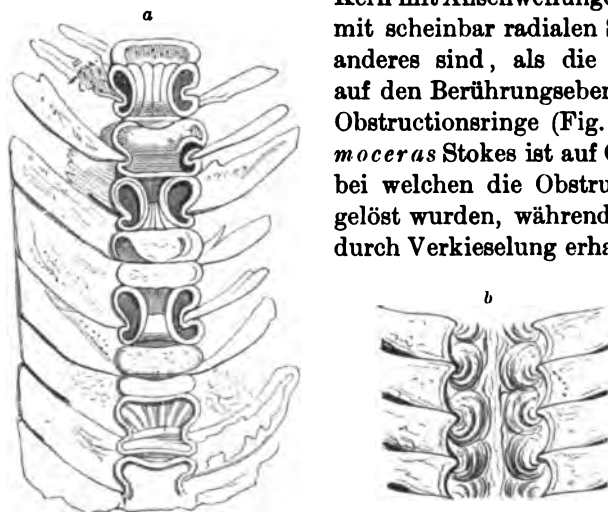 a
Kern mit Anschwellunge
mit scheinbar radialen
anderes sind, als die
auf den Berührungseben
Obstructionsringe (Fig.
moceras Stokes ist auf
bei welchen die Obstru
gelöst wurden, während
durch Verkieselung erha
b